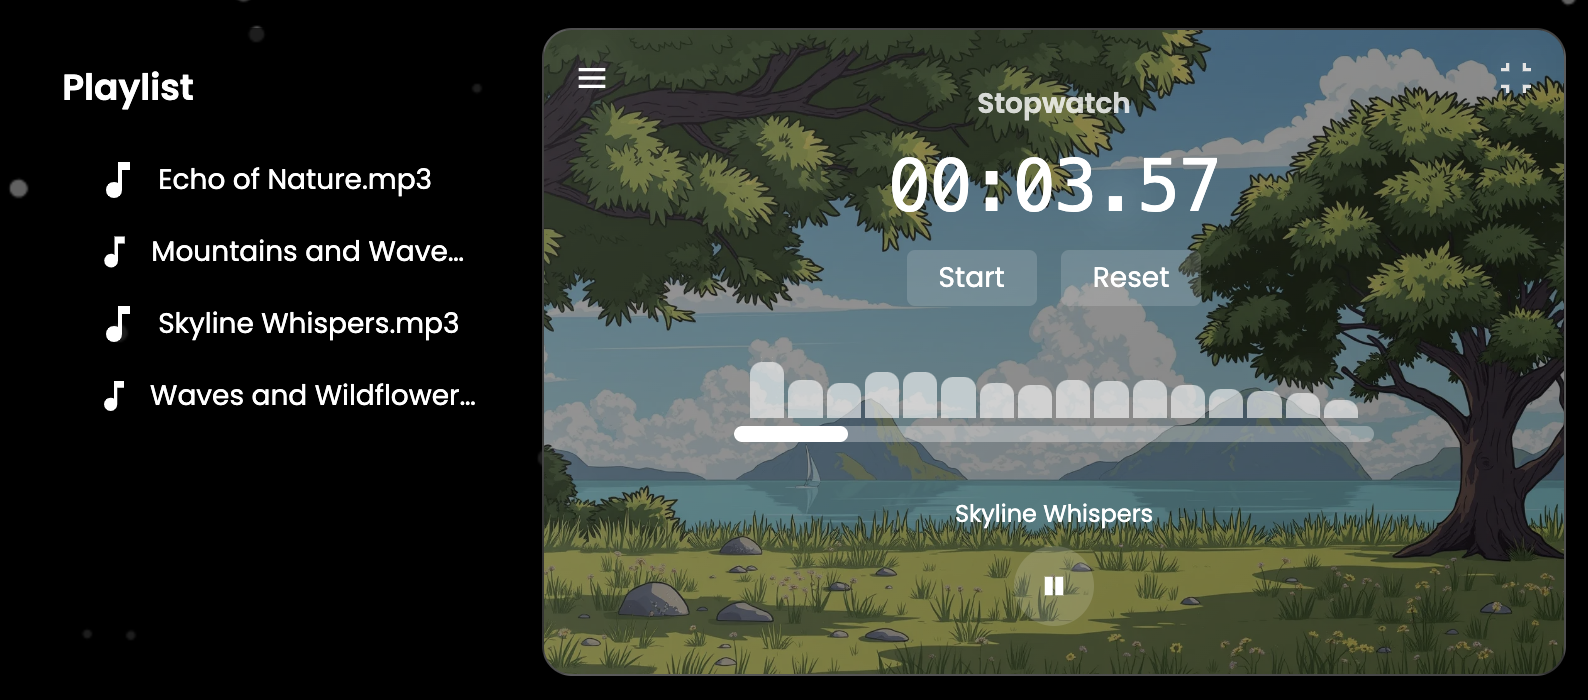 Playlist
Echo of Nature.mp3
Mountains and Wave...
Skyline Whispers.mp3
Waves and Wildflower...
Stopwatch
00:03.57
Start
Reset
Skyline Whispers